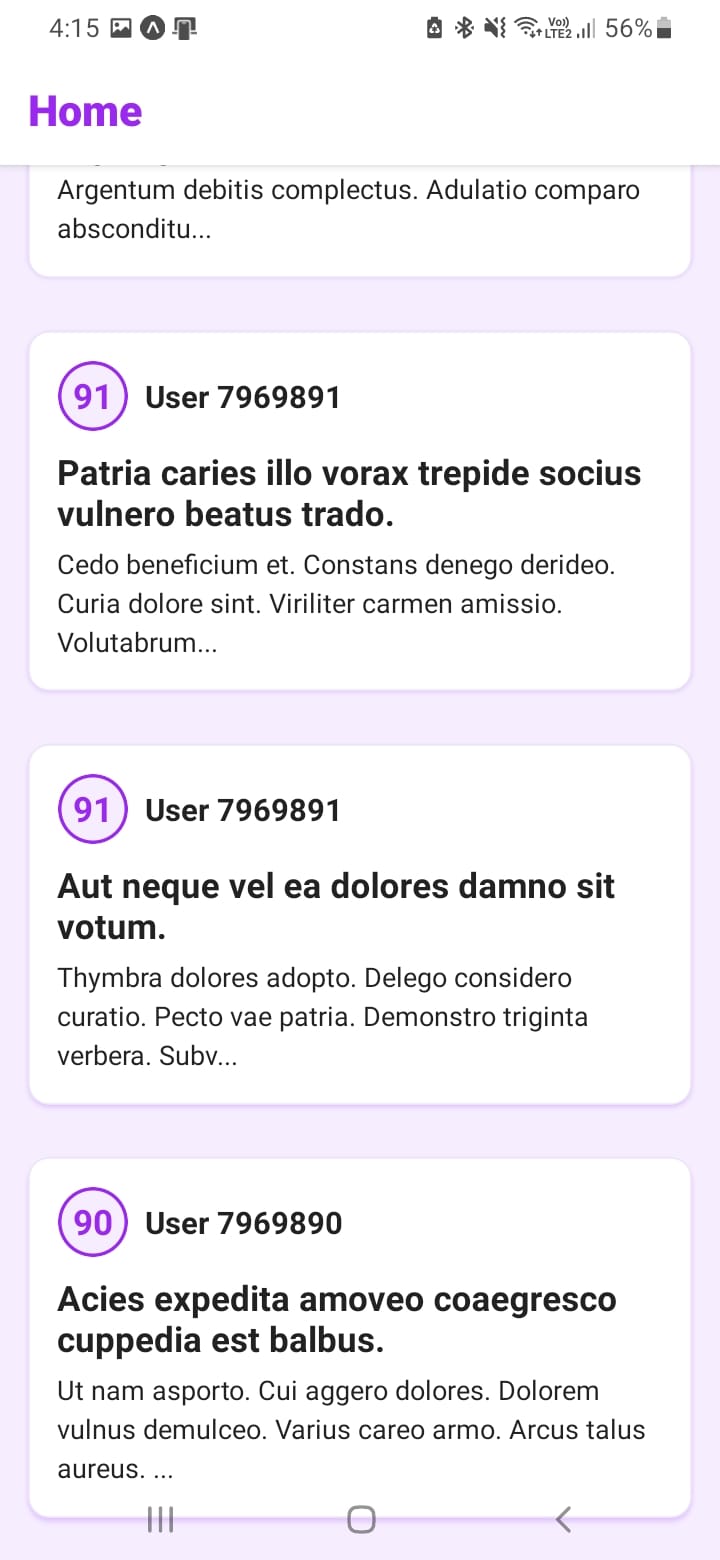 4:15
Vo))
LTE2
56%
Home
Argentum debitis complectus. Adulatio comparo
absconditu...
91 User 7969891
Patria caries illo vorax trepide socius
vulnero beatus trado.
Cedo beneficium et. Constans denego derideo.
Curia dolore sint. Viriliter carmen amissio.
Volutabrum...
91 User 7969891
Aut neque vel ea dolores damno sit
votum.
Thymbra dolores adopto. Delego considero
curatio. Pecto vae patria. Demonstro triginta
verbera. Subv...
90 User 7969890
Acies expedita amoveo coaegresco
cuppedia est balbus.
Ut nam asporto. Cui aggero dolores. Dolorem
vulnus demulceo. Varius careo armo. Arcus talus
aureus. ...